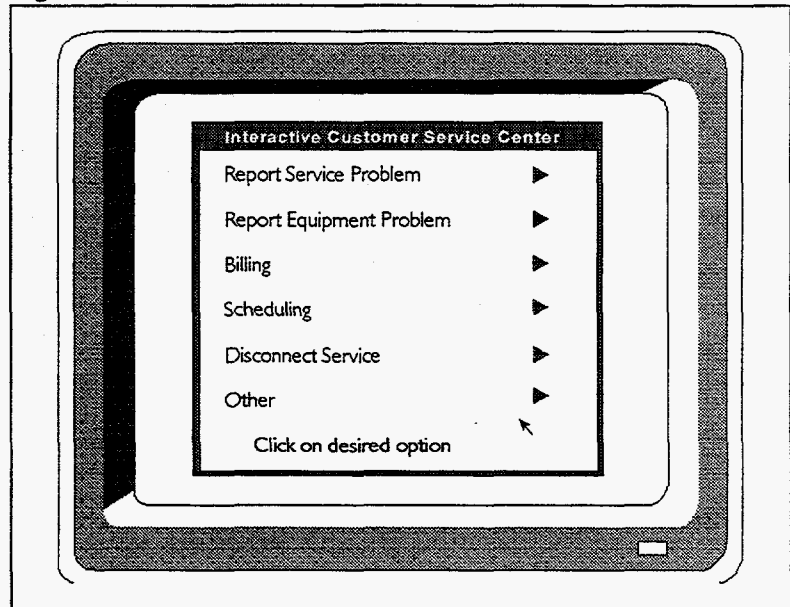 Interactive Customer Service Center
Report Service Problem
Report Equipment Problem
Billing
Scheduling
Disconnect Service
Other
Click on desired option